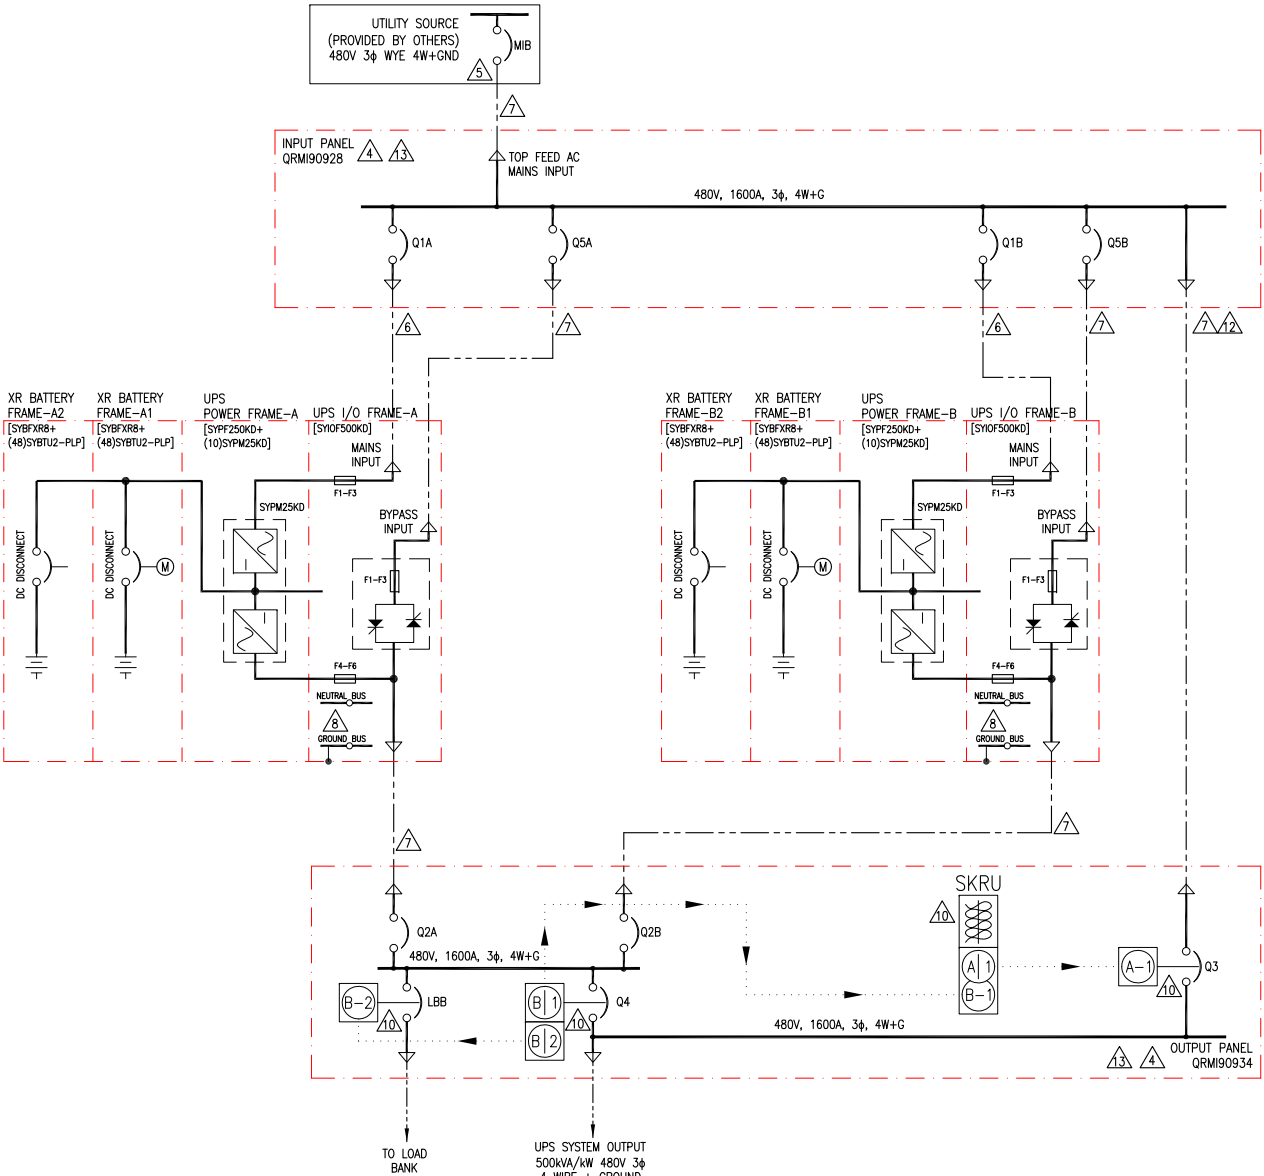 UTILITY SOURCE
(PROVIDED BY OTHERS)
480V 3ϕ WYE 4W+GND
MIB
5
7
INPUT PANEL
QRMI90928
4
13
TOP FEED AC
MAINS INPUT
480V, 1600A, 3ϕ, 4W+G
Q1A
Q5A
Q1B
Q5B
6
7
6
7
7
12
XR BATTERY
FRAME-A2
[SYBFXR8+
(48)SYBTU2-PLP]
XR BATTERY
FRAME-A1
[SYBFXR8+
(48)SYBTU2-PLP]
UPS
POWER FRAME-A
[SYPF250KD+
(10)SYPM25KD]
UPS I/O FRAME-A
[SYIOF500KD]
MAINS
INPUT
F1-F3
SYPM25KD
BYPASS
INPUT
DC DISCONNECT
DC DISCONNECT
M
F1-F3
F4-F6
NEUTRAL BUS
8
GROUND BUS
XR BATTERY
FRAME-B2
[SYBFXR8+
(48)SYBTU2-PLP]
XR BATTERY
FRAME-B1
[SYBFXR8+
(48)SYBTU2-PLP]
UPS
POWER FRAME-B
[SYPF250KD+
(10)SYPM25KD]
UPS I/O FRAME-B
[SYIOF500KD]
MAINS
INPUT
F1-F3
SYPM25KD
BYPASS
INPUT
DC DISCONNECT
DC DISCONNECT
M
F1-F3
F4-F6
NEUTRAL BUS
8
GROUND BUS
7
7
SKRU
10
Q2A
Q2B
480V, 1600A, 3ϕ, 4W+G
A 1
B-1
A-1
Q3
10
B-2
LBB
10
B 1
B 2
Q4
10
480V, 1600A, 3ϕ, 4W+G
13
4
OUTPUT PANEL
QRMI90934
TO LOAD
BANK
UPS SYSTEM OUTPUT
500kVA/kW 480V 3ϕ
4 WIRE + GROUND